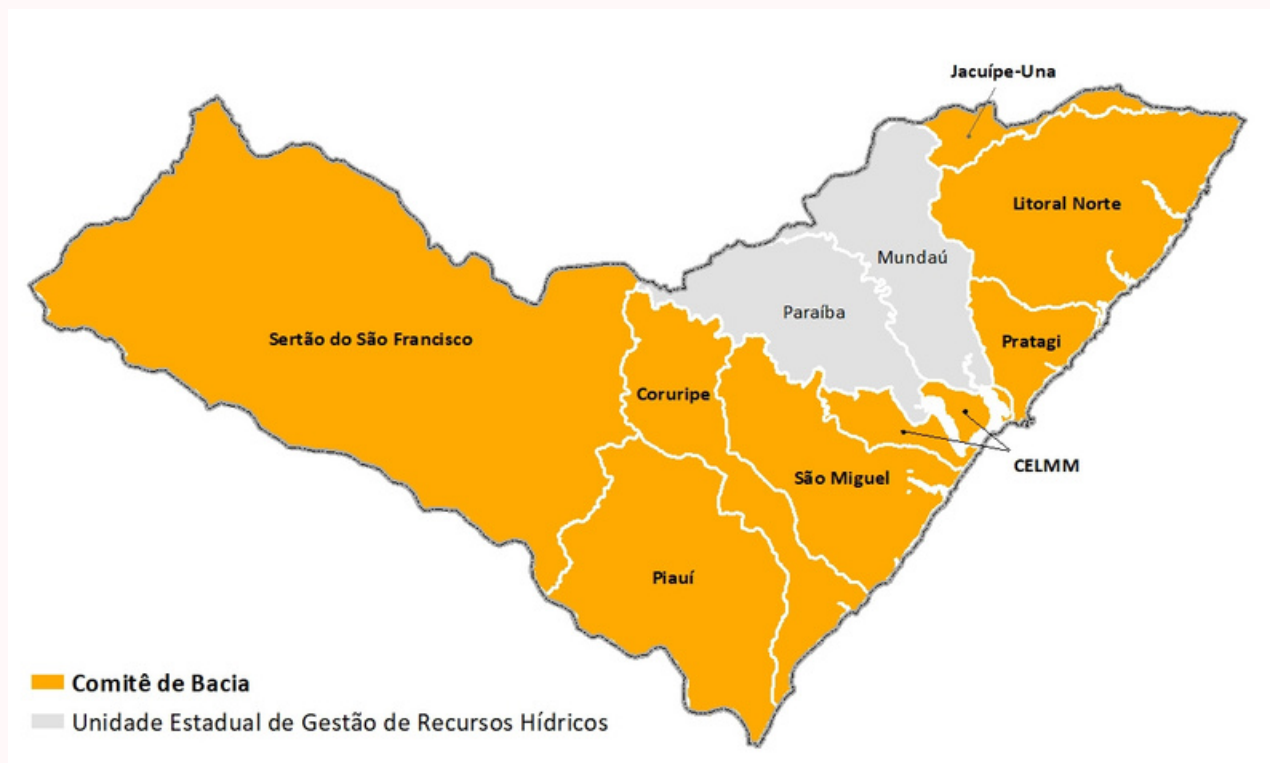 Jacuípe-Una
Litoral Norte
Mundaú
Paraíba
Sertão do São Francisco
Pratagi
Coruripe
CELMM
São Miguel
Piauí
Comitê de Bacia
Unidade Estadual de Gestão de Recursos Hídricos